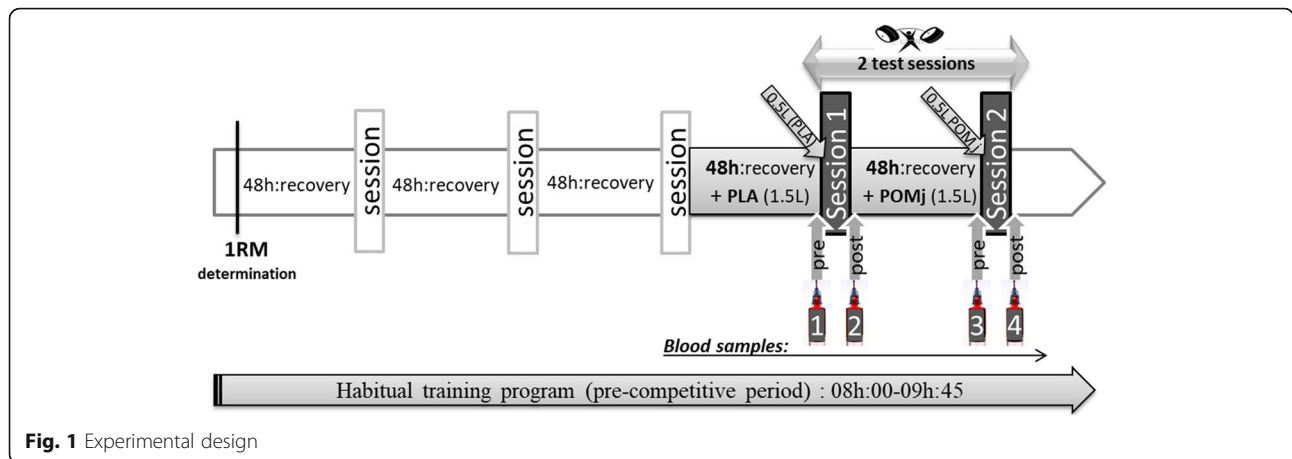 2 test sessions
0.5L (PLA)
0.5L POMj
48h:recovery
session
48h:recovery
session
48h:recovery
session
48h:recovery
+ PLA (1.5L)
Session 1
48h:recovery
+ POMj (1.5L)
Session 2
1RM
determination
pre
post
pre
post
1
2
3
4
Blood samples:
Habitual training program (pre-competitive period) : 08h:00-09h:45
Fig. 1 Experimental design